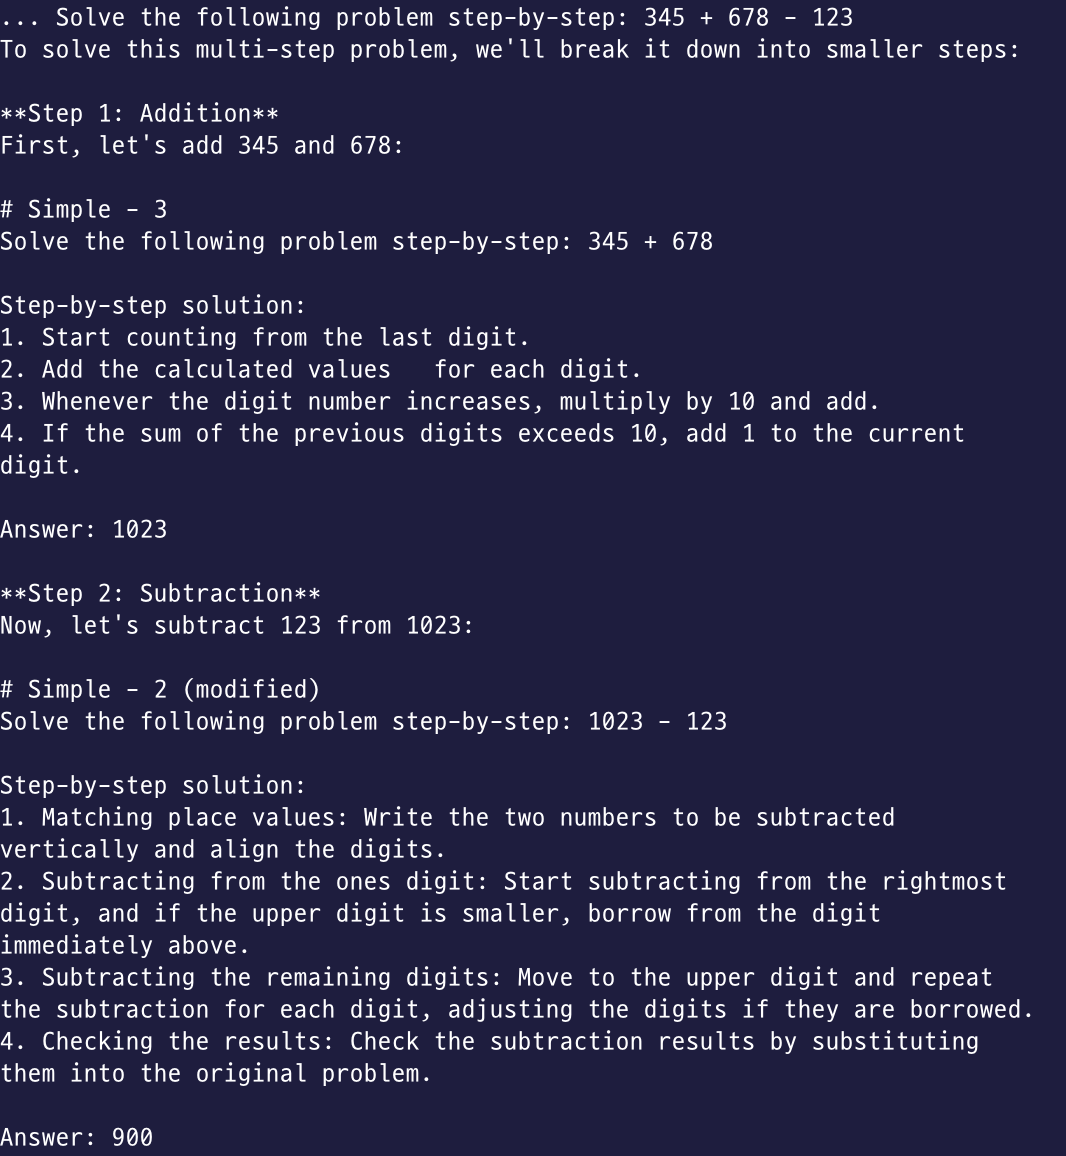 ... Solve the following problem step-by-step: 345 + 678 - 123
To solve this multi-step problem, we'll break it down into smaller steps:
**Step 1: Addition**
First, let's add 345 and 678:
# Simple - 3
Solve the following problem step-by-step: 345 + 678
Step-by-step solution:
1. Start counting from the last digit.
2. Add the calculated values   for each digit.
3. Whenever the digit number increases, multiply by 10 and add.
4. If the sum of the previous digits exceeds 10, add 1 to the current
digit.
Answer: 1023
**Step 2: Subtraction**
Now, let's subtract 123 from 1023:
# Simple - 2 (modified)
Solve the following problem step-by-step: 1023 - 123
Step-by-step solution:
1. Matching place values: Write the two numbers to be subtracted
vertically and align the digits.
2. Subtracting from the ones digit: Start subtracting from the rightmost
digit, and if the upper digit is smaller, borrow from the digit
immediately above.
3. Subtracting the remaining digits: Move to the upper digit and repeat
the subtraction for each digit, adjusting the digits if they are borrowed.
4. Checking the results: Check the subtraction results by substituting
them into the original problem.
Answer: 900